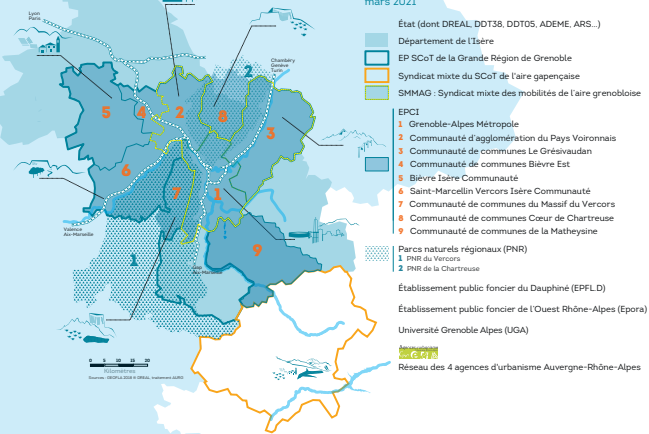 mars 2021
État (dont DREAL, DDT38, DDT05, ADEME, ARS...)
Département de l'Isère
EP SCoT de la Grande Région de Grenoble
Syndicat mixte du SCoT de l'aire gapençaise
SMMAG : Syndicat mixte des mobilités de l'aire grenobloise
EPCI
1 Grenoble-Alpes Métropole
2 Communauté d'agglomération du Pays Voironnais
3 Communauté de communes Le Grésivaudan
4 Communauté de communes Bièvre Est
5 Bièvre Isère Communauté
6 Saint-Marcellin Vercors Isère Communauté
7 Communauté de communes du Massif du Vercors
8 Communauté de communes Cœur de Chartreuse
9 Communauté de communes de la Matheysine
Parcs naturels régionaux (PNR)
1 PNR du Vercors
2 PNR de la Chartreuse
Établissement public foncier du Dauphiné (EPFL.D)
Établissement public foncier de l'Ouest Rhône-Alpes (Epora)
Université Grenoble Alpes (UGA)
Réseau des 4 agences d'urbanisme Auvergne-Rhône-Alpes
Lyon
Paris
Chambéry
Genève
Turin
2
5
4
2
8
3
6
7
1
Valence
Aix-Marseille
1
9
Aix-Marseille
0 5 10 15 20
Kilomètres